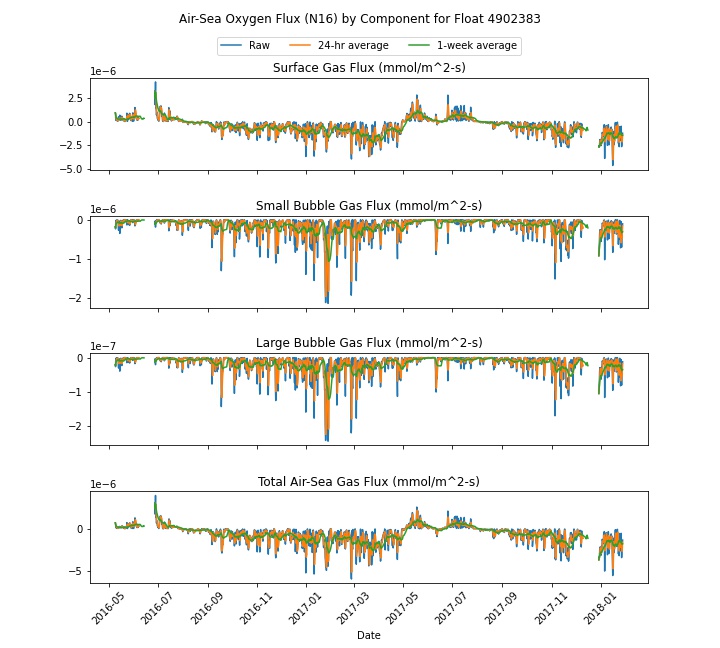 Air-Sea Oxygen Flux (N16) by Component for Float 4902383
Raw 24-hr average 1-week average
Surface Gas Flux (mmol/m^2-s)
1e−6
2.5
0.0
−2.5
−5.0
Small Bubble Gas Flux (mmol/m^2-s)
1e−6
0
−1
−2
Large Bubble Gas Flux (mmol/m^2-s)
1e−7
0
−1
−2
Total Air-Sea Gas Flux (mmol/m^2-s)
1e−6
0
−5
2016-05 2016-07 2016-09 2016-11 2017-01 2017-03 2017-05 2017-07 2017-09 2017-11 2018-01
Date